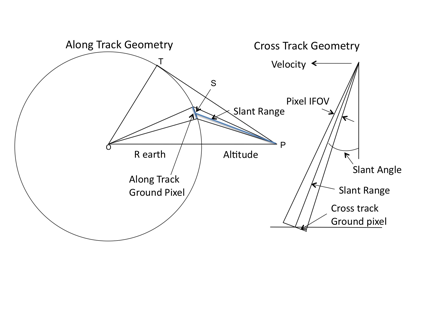 Along Track Geometry
Cross Track Geometry
T
Velocity
S
Pixel IFOV
Slant Range
O
P
R earth
Altitude
Slant Angle
Along Track
Ground Pixel
Slant Range
Cross track
Ground pixel